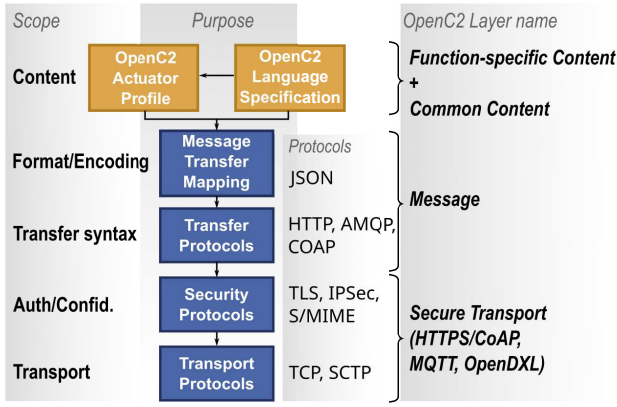 Scope
Purpose
OpenC2 Layer name
Content
OpenC2
Actuator
Profile
OpenC2
Language
Specification
Function-specific Content
+
Common Content
Format/Encoding
Message
Transfer
Mapping
Protocols
JSON
Message
Transfer syntax
Transfer
Protocols
HTTP, AMQP,
COAP
Auth/Confid.
Security
Protocols
TLS, IPSec,
S/MIME
Secure Transport
(HTTPS/CoAP,
MQTT, OpenDXL)
Transport
Transport
Protocols
TCP, SCTP